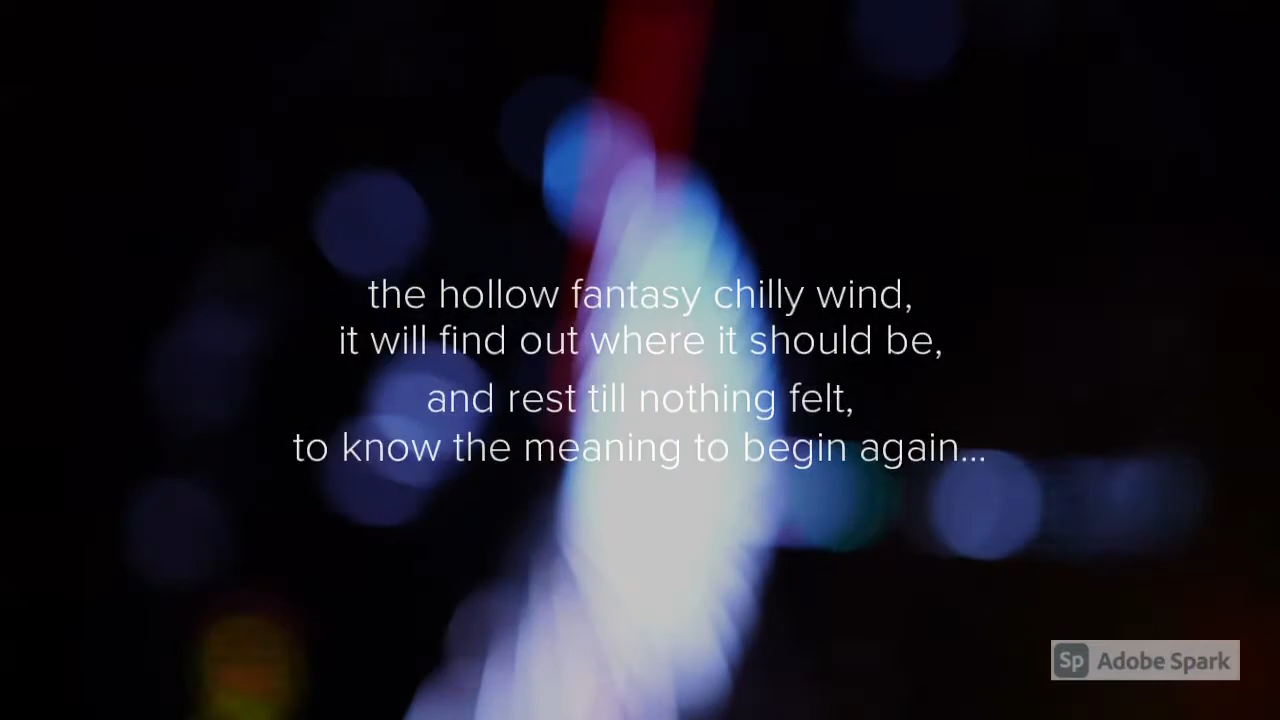 the hollow fantasy chilly wind,
it will find out where it should be,
and rest till nothing felt,
to know the meaning to begin again...
Sp Adobe Spark